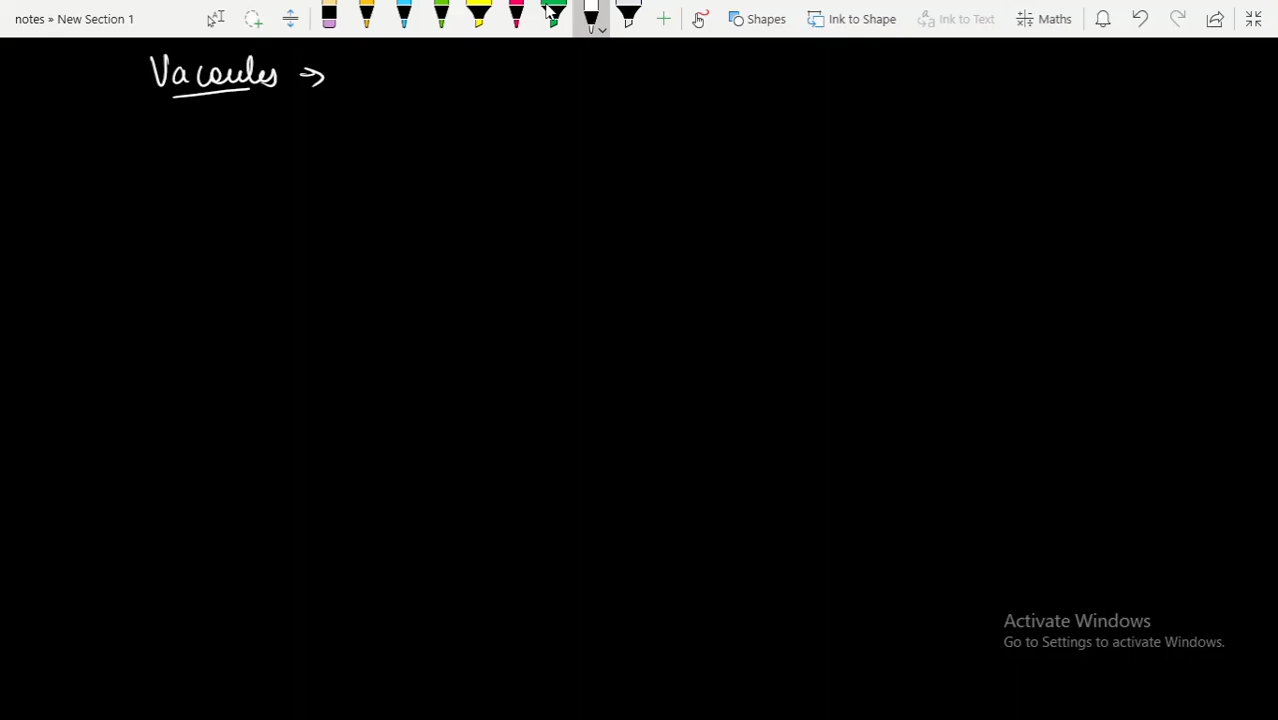 notes » New Section 1 Shapes Ink to Shape Ink to Text Maths
Vacoules →
Activate Windows
Go to Settings to activate Windows.